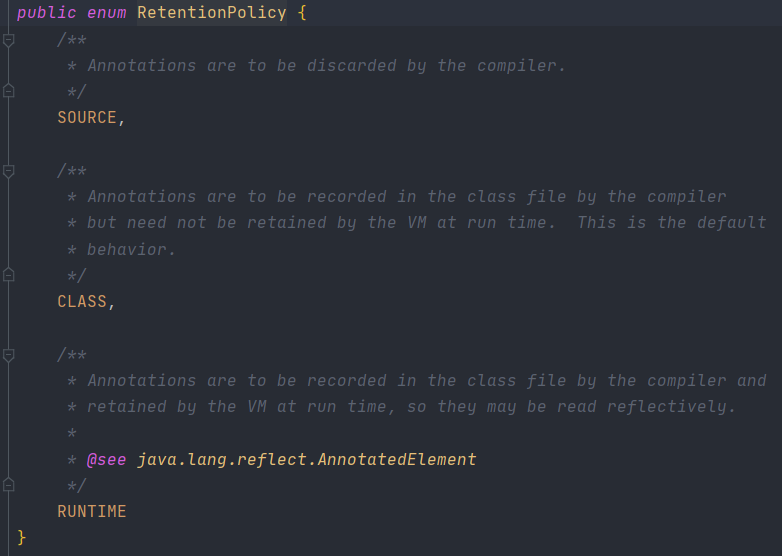 public enum RetentionPolicy {
/**
* Annotations are to be discarded by the compiler.
*/
SOURCE,
/**
* Annotations are to be recorded in the class file by the compiler
* but need not be retained by the VM at run time.  This is the default
* behavior.
*/
CLASS,
/**
* Annotations are to be recorded in the class file by the compiler and
* retained by the VM at run time, so they may be read reflectively.
*
* @see java.lang.reflect.AnnotatedElement
*/
RUNTIME
}